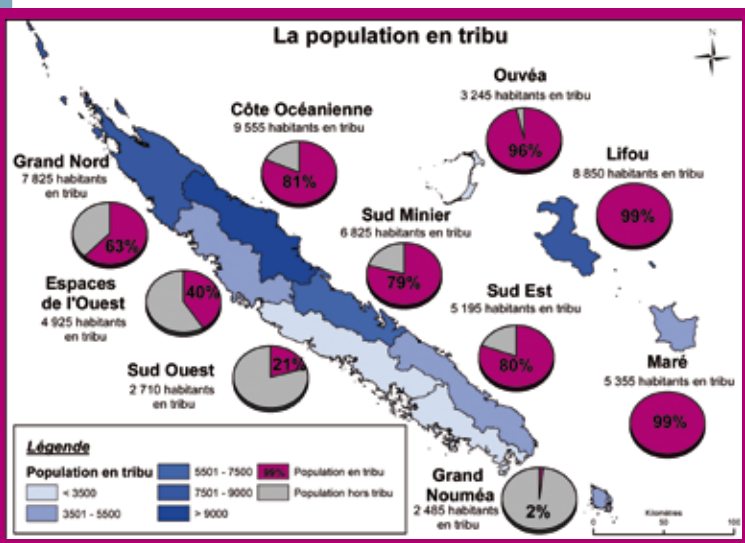 La population en tribu
N
Ouvéa
3 245 habitants en tribu
96%
Côte Océanienne
9 555 habitants en tribu
81%
Lifou
8 850 habitants en tribu
99%
Grand Nord
7 825 habitants
en tribu
63%
Sud Minier
6 825 habitants en tribu
79%
Espaces
de l'Ouest
4 925 habitants
en tribu
40%
Sud Est
5 195 habitants en tribu
80%
Sud Ouest
2 710 habitants
en tribu
21%
Maré
5 355 habitants en tribu
99%
Légende
Population en tribu
< 3500
3501 - 5500
5501 - 7500
7501 - 9000
> 9000
99% Population en tribu
Population hors tribu
Grand
Nouméa
2 485 habitants
en tribu
2%
Kilomètres
0 50 100